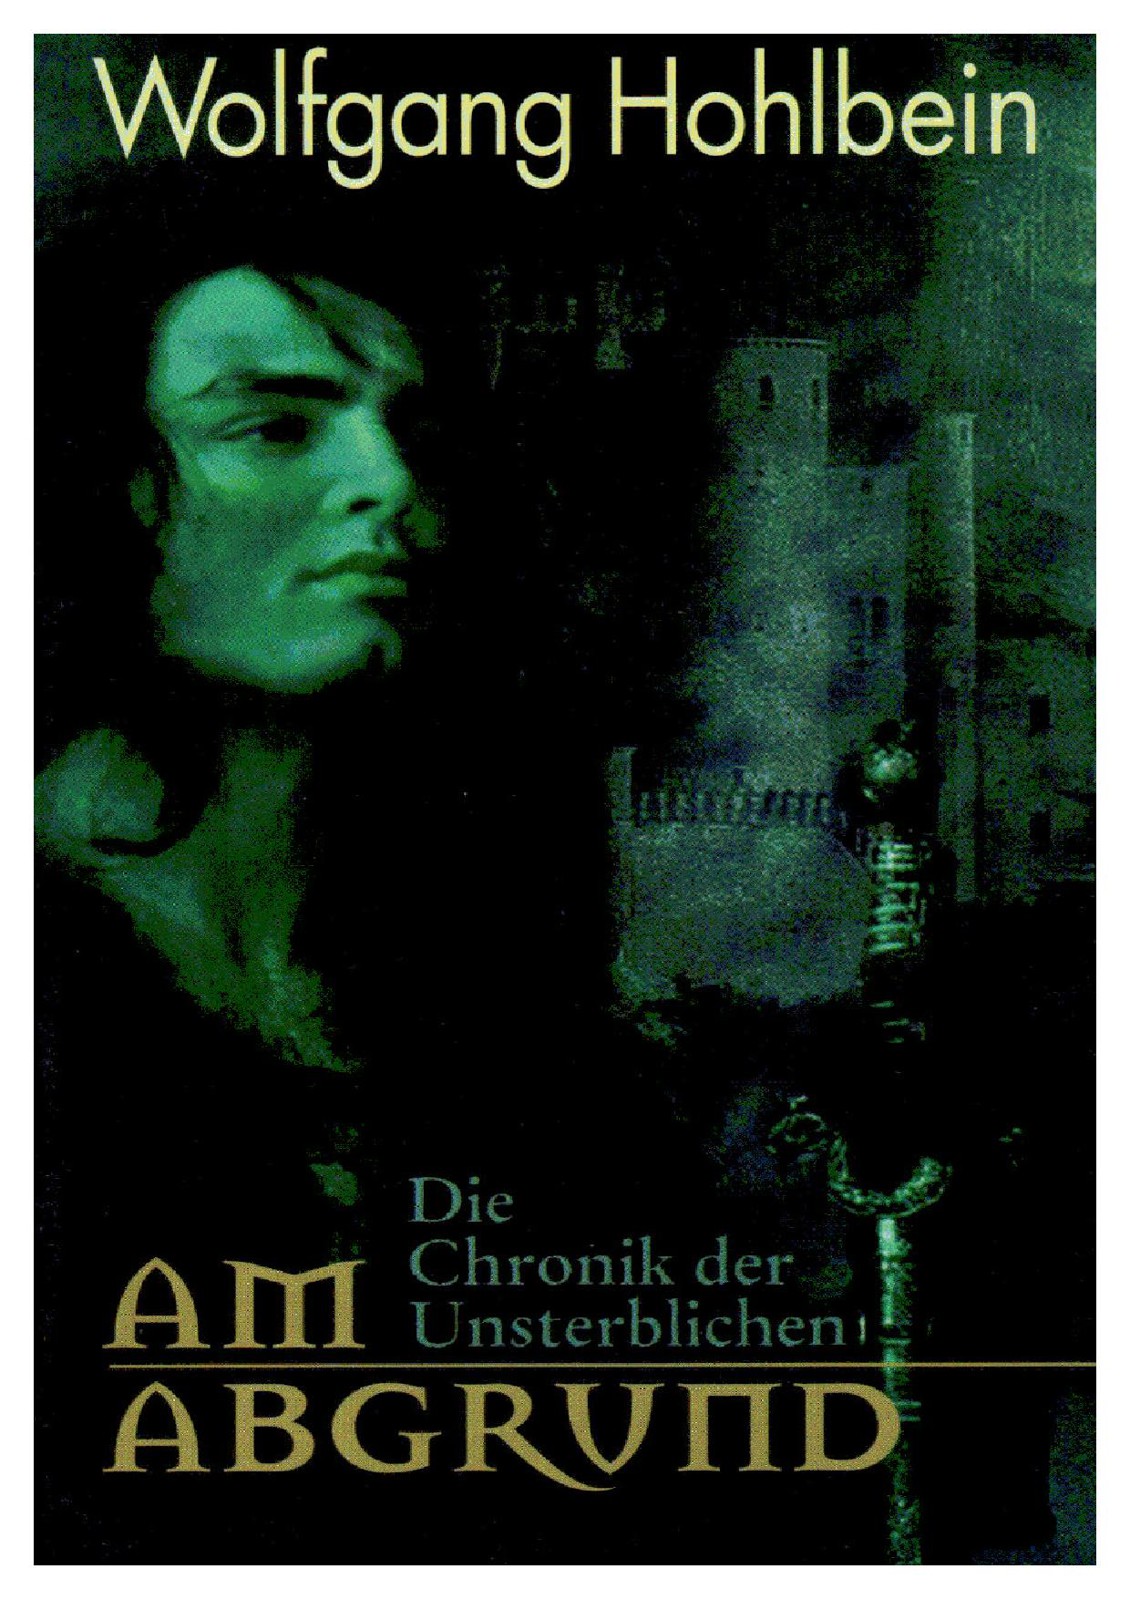 Wolfgang Hohlbein
Die
Chronik der
Unsterblichen
AM
ABGRUND